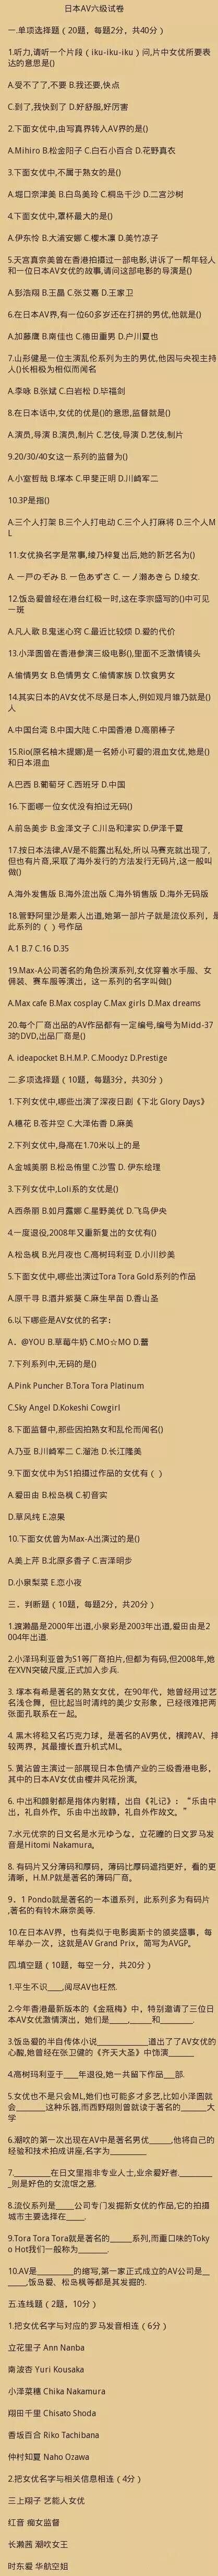 日本AV六级试卷
一.单项选择题（20题，每题2分，共40分）
1.听力,请听一个片段（iku-iku-iku）问,片中女优所要表
达的意思是()
A.受不了了,不要 B.我还要,快点
C.到了,我快到了 D.好舒服,好厉害
2.下面女优中,由写真界转入AV界的是()
A.Mihiro B.松金阳子 C.白石小百合 D.花野真衣
3.下面女优中,不属于熟女的是()
A.堀口奈津美 B.白鸟美玲 C.桐岛千沙 D.二宫沙树
4.下面女优中,罩杯最大的是()
A.伊东怜 B.大浦安娜 C.樱木凛 D.美竹凉子
5.天宫真奈美曾在香港拍摄过一部电影,讲诉了一帮年轻人
和一位日本AV女优的故事,请问这部电影的导演是()
A.彭浩翔 B.王晶 C.张艾嘉 D.王家卫
6.在日本AV界,有一位60多岁还在打拼的男优,他就是()
A.加藤鹰 B.南佳也 C.德田重男 D.户川夏也
7.山形健是一位主演乱伦系列为主的男优,他因与央视主持
人()长相极为相似而闻名
A.李咏 B.张斌 C.白岩松 D.毕福剑
8.在日本话中,女优的优是()的意思,监督就是()
A.演员,导演 B.演员,制片 C.艺伎,导演 D.艺伎,制片
9.20/30/40女这一系列的监督为()
A.小室哲哉 B.塚本 C.甲斐正明 D.川崎军二
10.3P是指()
A.三个人打架 B.三个人打电动 C.三个人打麻将 D.三个人M
L
11.女优换名字是常事,绫乃梓复出后,她的新艺名为()
A. 一戸のぞみ B. 一色あずさ C. 一ノ瀬あきら D.绫女.
12.饭岛爱曾经在港台红极一时,这在李宗盛写的()中可见
一斑
A.凡人歌 B.鬼迷心窍 C.最近比较烦 D.爱的代价
13.小泽圆曾在香港参演三级电影(),里面不乏激情镜头
A.偷情男女 B.色情男女 C.偷情家族 D.饮食男女
14.其实日本的AV女优不尽是日本人,例如观月雏乃就是()
人
A.中国台湾 B.中国大陆 C.中国香港 D.高丽棒子
15.Rio(原名柚木提娜)是一名娇小可爱的混血女优,她是()
和日本混血
A.巴西 B.葡萄牙 C.西班牙 D.中国
16.下面哪一位女优没有拍过无码()
A.前岛美步 B.金泽文子 C.川岛和津实 D.伊泽千夏
17.按日本法律,AV是不能露出私处,所以马赛克就出现了,
但也有片商,采取了海外发行的方法发行无码片,这一般叫
做()
A.海外发售版 B.海外流出版 C.海外销售版 D.海外无码版
18.管野阿里沙是素人出道,她第一部片子就是流仪系列，是
此系列的（ ）号作品
A.1 B.7 C.16 D.35
19.Max-A公司著名的角色扮演系列,女优穿着水手服、女
佣装、赛车服等演出，这一系列的名字叫做()
A.Max cafe B.Max cosplay C.Max girls D.Max dreams
20.每个厂商出品的AV作品都有一定编号,编号为Midd-37
3的DVD,出品厂商是()
A. ideapocket B.H.M.P. C.Moodyz D.Prestige
二.多项选择题（10题，每题3分，共30分）
1.下列女优中,哪些出演了深夜日剧《下北 Glory Days》
A.穗花 B.苍井空 C.大泽佑香 D.麻美
2.下列女优中,身高在1.70米以上的是
A.金城美丽 B.松岛侑里 C.沙雪 D. 伊东绘理
3.下列女优中,Loli系的女优是()
A.西条丽 B.如月露娜 C.星野美优 D.飞鸟伊央
4.一度退役,2008年又重新复出的女优有()
A.松岛枫 B.光月夜也 C.高树玛利亚 D.小川纱美
5.下面女优中,哪些出演过Tora Tora Gold系列的作品
A.原千寻 B.酒井紫葵 C.麻生早苗 D.香山圣
6.以下哪些是AV女优的名字：
A。@YOU B.草莓牛奶 C.MO☆MO D.蕾
7.下列系列中,无码的是()
A.Pink Puncher B.Tora Tora Platinum
C.Sky Angel D.Kokeshi Cowgirl
8.下面监督中,那些因拍熟女和乱伦而闻名()
A.乃亚 B.川崎军二 C.溜池 D.长江隆美
9.下面女优中为S1拍摄过作品的女优有（ ）
A.爱田由 B.松岛枫 C.初音实
D.草凤纯 E.凉果
10.下面女优曾为Max-A出演过的是()
A.美上芹 B.北原多香子 C.吉泽明步
D.小泉梨菜 E.恋小夜
三．判断题（10题，每题2分，共20分）
1.渡濑晶是2000年出道,小泉彩是2003年出道,爱田由是2
004年出道.
2.小泽玛利亚曾为S1等厂商拍片,但都为有码,但2008年,她
在XVN突破尺度,正式加入步兵.
3. 塚本有希是著名的熟女女优，在90年代，她曾经用过艺
名浅仓舞，但比起当时清纯的美少女形象，已经很难把两
张面孔联系在一起。
4. 黑木将稔又名巧克力球，是著名的AV男优，横跨AV、摔
较两界，其最擅长直升机式ML。
5. 黄沾曾主演过一部展现日本色情产业的三级香港电影，
其中的日本AV女优由樱井风花扮演。
6. 中出和颜射都是指体内射精，出自《礼记》：“乐由中
出，礼自外作。乐由中出故静，礼自外作故文。”
7.水元优奈的日文名是水元ゆうな，立花瞳的日文罗马发
音是Hitomi Nakamura。
8. 有码片又分薄码和厚码，薄码比厚码遮挡更好，看的更
清晰，H.M.P就是著名的薄码厂商。
9．1 Pondo就是著名的一本道系列，此系列多为有码片
,著名的有铃木麻奈美等.
10.在日本AV界，也有类似于电影奥斯卡的颁奖盛事，每
年举办一次，这就是AV Grand Prix，简写为AVGP。
四.填空题（10题，每空一分，共20分）
1.平生不识____,阅尽AV也枉然.
2.今年香港最新版本的《金瓶梅》中，特别邀请了三位日
本AV女优激情演出，她们是_____,______和________.
3.饭岛爱的半自传体小说____________道出了了AV女优的
心酸,她曾经在张卫健的《齐天大圣》中饰演______
4.高树玛利亚于____年退役,她一共留下作品___部.
5.女优也不是只会ML,她们也可能多才多艺,比如小泽圆就
会________这种乐器,而西野翔则曾就读于著名的______大
学
6.潮吹的第一次出现在AV中是著名男优______,他将自己的
经验和技术拍成讲座,名字为__________
7._________在日文里指非专业人士,业余爱好者.________
_则是好色的女流氓之意.
8.流仪系列是_____公司专门发掘新女优的作品,它的拍摄
城市主要选择在____.
9.Tora Tora Tora就是著名的_____系列,而重口味的Toky
o Hot我们一般称为_______.
10.AV是________的缩写,第一家正式成立的AV公司是__
____,饭岛爱、松岛枫等都是其发掘的.
五.连线题（2题，10分）
1.把女优名字与对应的罗马发音相连（6分）
立花里子 Ann Nanba
南波杏 Yuri Kousaka
小泽菜穗 Chika Nakamura
翔田千里 Chisato Shoda
香坂百合 Riko Tachibana
仲村知夏 Naho Ozawa
2.把女优名字与相关信息相连（4分）
三上翔子 艺能人女优
红音 痴女监督
长濑茜 潮吹女王
时东爱 华航空姐